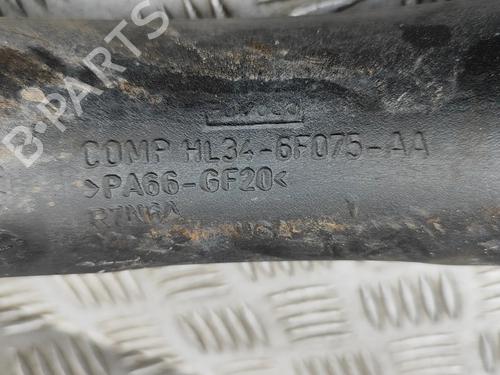 COMP HL34-6F075-AA
>PA66-GF20<
B-PARTS